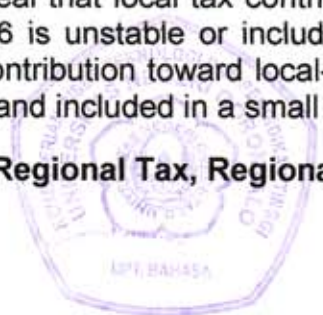 eal that local tax contri
6 is unstable or includ
ontribution toward local-
and included in a small
Regional Tax, Regiona
UPT. BAHASA